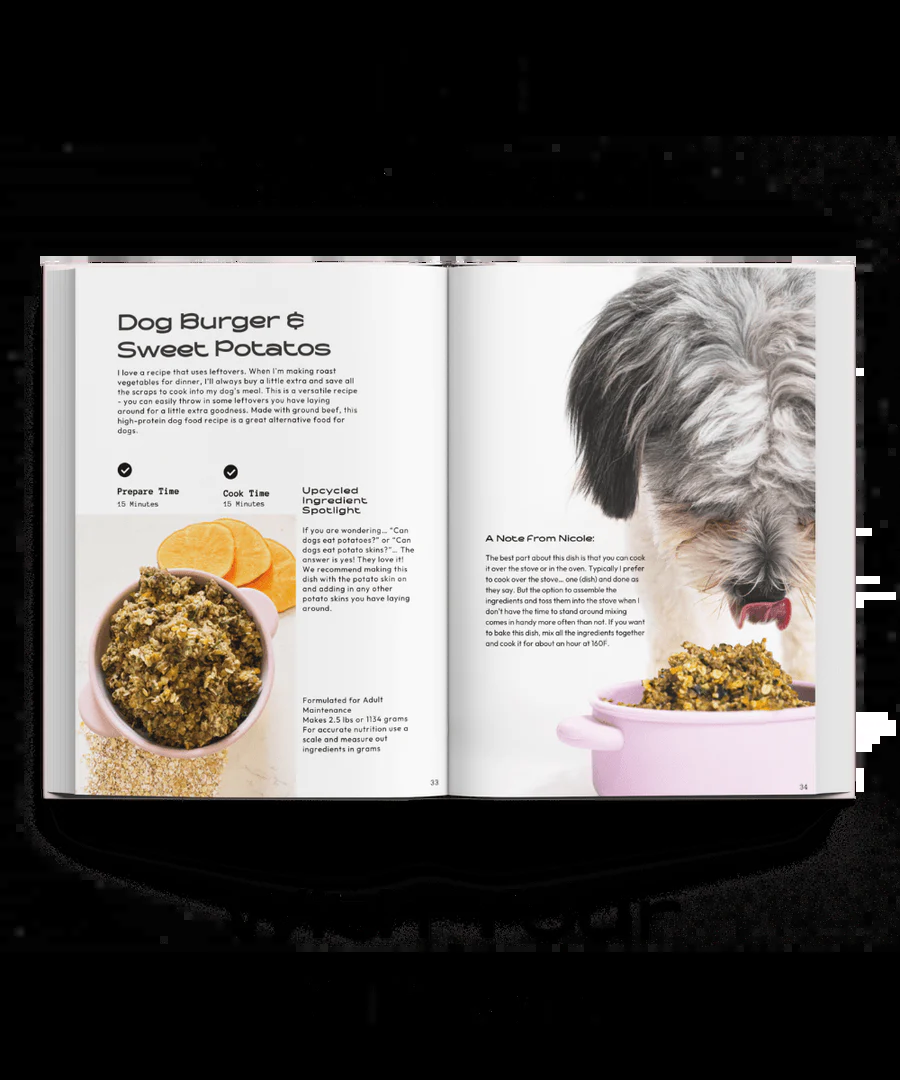 Dog Burger &
Sweet Potatos
I love a recipe that uses leftovers. When I'm making roast
vegetables for dinner, I'll always buy a little extra and save all
the scraps to cook into my dog's meal. This is a versatile recipe
- you can easily throw in some leftovers you have laying
around for a little extra goodness. Made with ground beef, this
high-protein dog food recipe is a great alternative food for
dogs.
Prepare Time
15 Minutes
Cook Time
15 Minutes
Upcycled
Ingredient
Spotlight
If you are wondering... "Can
dogs eat potatoes?" or "Can
dogs eat potato skins?"... The
answer is yes! They love it!
We recommend making this
dish with the potato skin on
and adding in any other
potato skins you have laying
around.
Formulated for Adult
Maintenance
Makes 2.5 lbs or 1134 grams
For accurate nutrition use a
scale and measure out
ingredients in grams
33
A Note From Nicole:
The best part about this dish is that you can cook
it over the stove or in the oven. Typically I prefer
to cook over the stove... one (dish) and done as
they say. But the option to assemble the
ingredients and toss them into the stove when I
don't have the time to stand around mixing
comes in handy more often than not. If you want
to bake this dish, mix all the ingredients together
and cook it for about an hour at 160F.
34